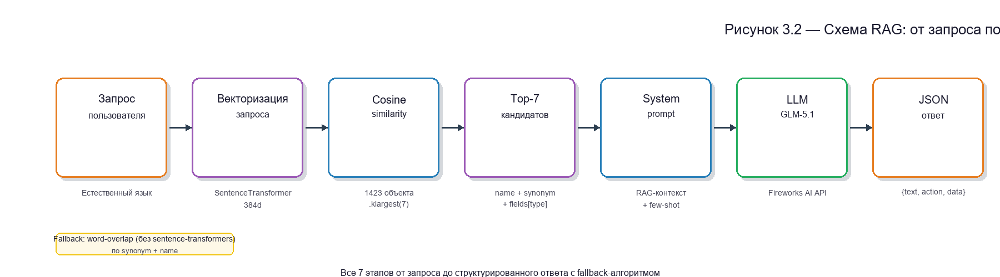 Рисунок 3.2 — Схема RAG: от запроса по
Запрос
пользователя
Векторизация
запроса
Cosine
similarity
Top-7
кандидатов
System
prompt
LLM
GLM-5.1
JSON
ответ
Естественный язык
SentenceTransformer
384d
1423 объекта
.klargest(7)
name + synonym
+ fields[type]
RAG-контекст
+ few-shot
Fireworks AI API
{text, action, data}
Fallback: word-overlap (без sentence-transformers)
по synonym + name
Все 7 этапов от запроса до структурированного ответа с fallback-алгоритмом